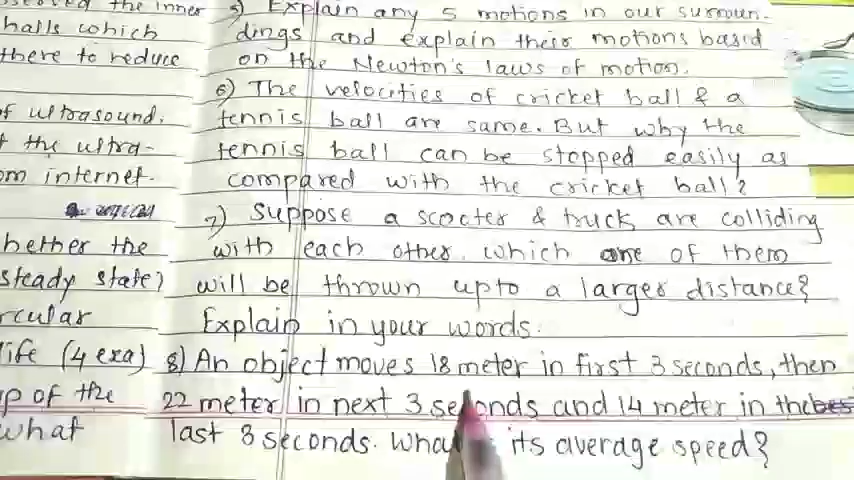 the inner
halls which
there to reduce
of ultrasound.
the ultra-
om internet.
hether the
steady state?
rcular
life (4 exa)
p of the
what
5) Explain any 5 motions in our surroun-
dings and explain their motions based
on the Newton's laws of motion.
6) The velocities of cricket ball & a
tennis ball are same. But why the
tennis ball can be stopped easily as
compared with the cricket ball?
7) Suppose a scooter & truck are colliding
with each other. which one of them
will be thrown upto a larger distance?
Explain in your words.
8) An object moves 18 meter in first 3 seconds, then
22 meter in next 3 seconds and 14 meter in the
last 3 seconds. What its average speed?